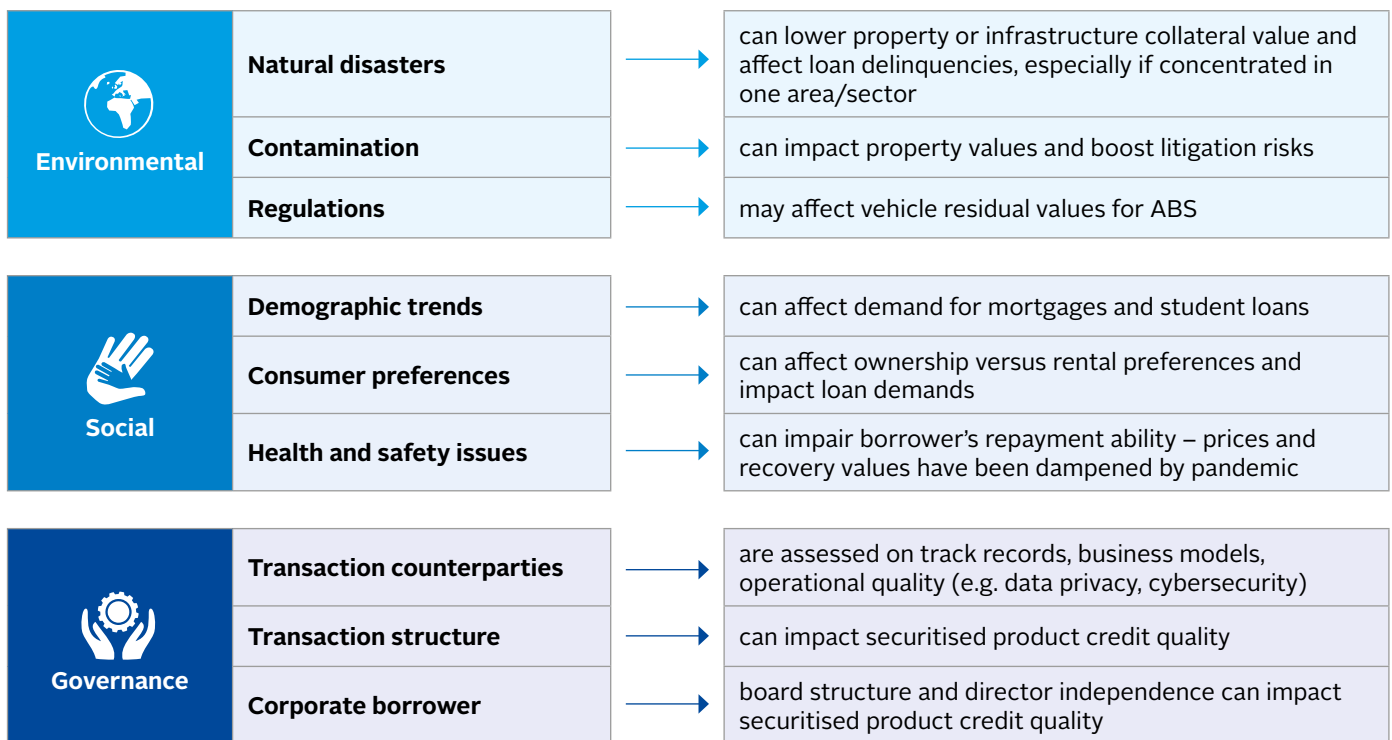 Environmental
Natural disasters
can lower property or infrastructure collateral value and
affect loan delinquencies, especially if concentrated in
one area/sector
Contamination
can impact property values and boost litigation risks
Regulations
may affect vehicle residual values for ABS
Social
Demographic trends
can affect demand for mortgages and student loans
Consumer preferences
can affect ownership versus rental preferences and
impact loan demands
Health and safety issues
can impair borrower’s repayment ability – prices and
recovery values have been dampened by pandemic
Governance
Transaction counterparties
are assessed on track records, business models,
operational quality (e.g. data privacy, cybersecurity)
Transaction structure
can impact securitised product credit quality
Corporate borrower
board structure and director independence can impact
securitised product credit quality